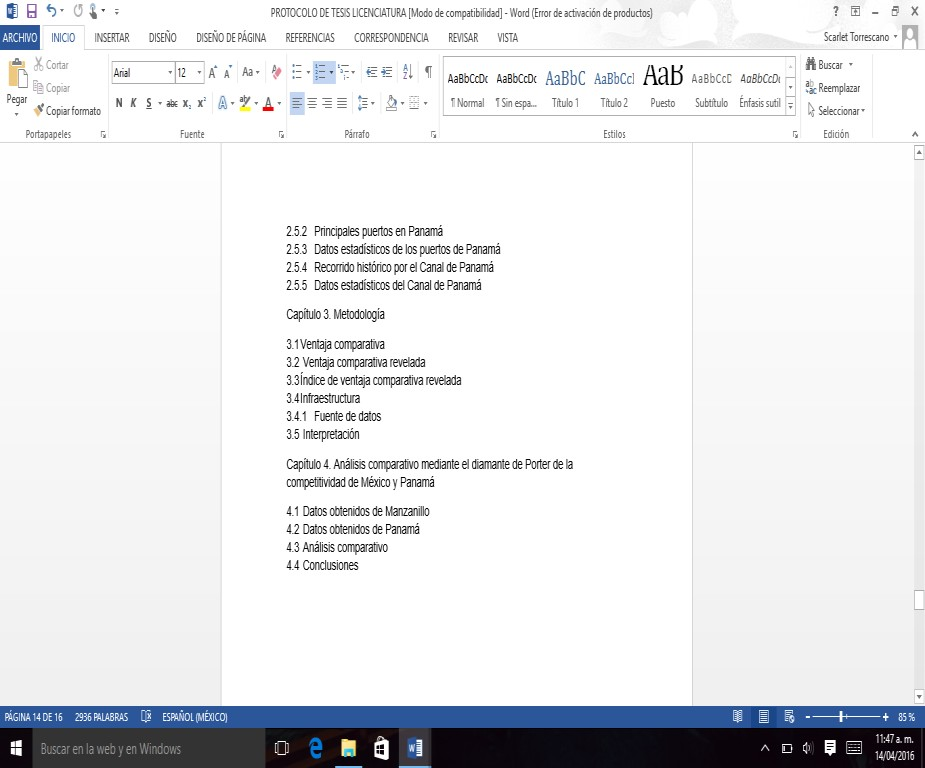 PROTOCOLO DE TESIS LICENCIATURA [Modo de compatibilidad] - Word (Error de activación de productos)
ARCHIVO INICIO INSERTAR DISEÑO DISEÑO DE PÁGINA REFERENCIAS CORRESPONDENCIA REVISAR VISTA Scarlet Torrescano
Pegar
Cortar
Copiar
Copiar formato
Portapapeles
Arial 12
N K S abc x₂ x²
Fuente
Párrafo
AaBbCcDc AaBbCcDc AaBbC AaBbCc! AaB AaBbCcD AaBbCcDc
¶ Normal ¶ Sin espa... Título 1 Título 2 Puesto Subtítulo Énfasis sutil
Estilos
Buscar
Reemplazar
Seleccionar
Edición
2.5.2 Principales puertos en Panamá
2.5.3 Datos estadísticos de los puertos de Panamá
2.5.4 Recorrido histórico por el Canal de Panamá
2.5.5 Datos estadísticos del Canal de Panamá
Capítulo 3. Metodología
3.1Ventaja comparativa
3.2 Ventaja comparativa revelada
3.3Índice de ventaja comparativa revelada
3.4Infraestructura
3.4.1 Fuente de datos
3.5 Interpretación
Capítulo 4. Análisis comparativo mediante el diamante de Porter de la
competitividad de México y Panamá
4.1 Datos obtenidos de Manzanillo
4.2 Datos obtenidos de Panamá
4.3 Análisis comparativo
4.4 Conclusiones
PÁGINA 14 DE 16 2936 PALABRAS ESPAÑOL (MÉXICO) 85 %
Buscar en la web y en Windows
11:47 a. m.
14/04/2016